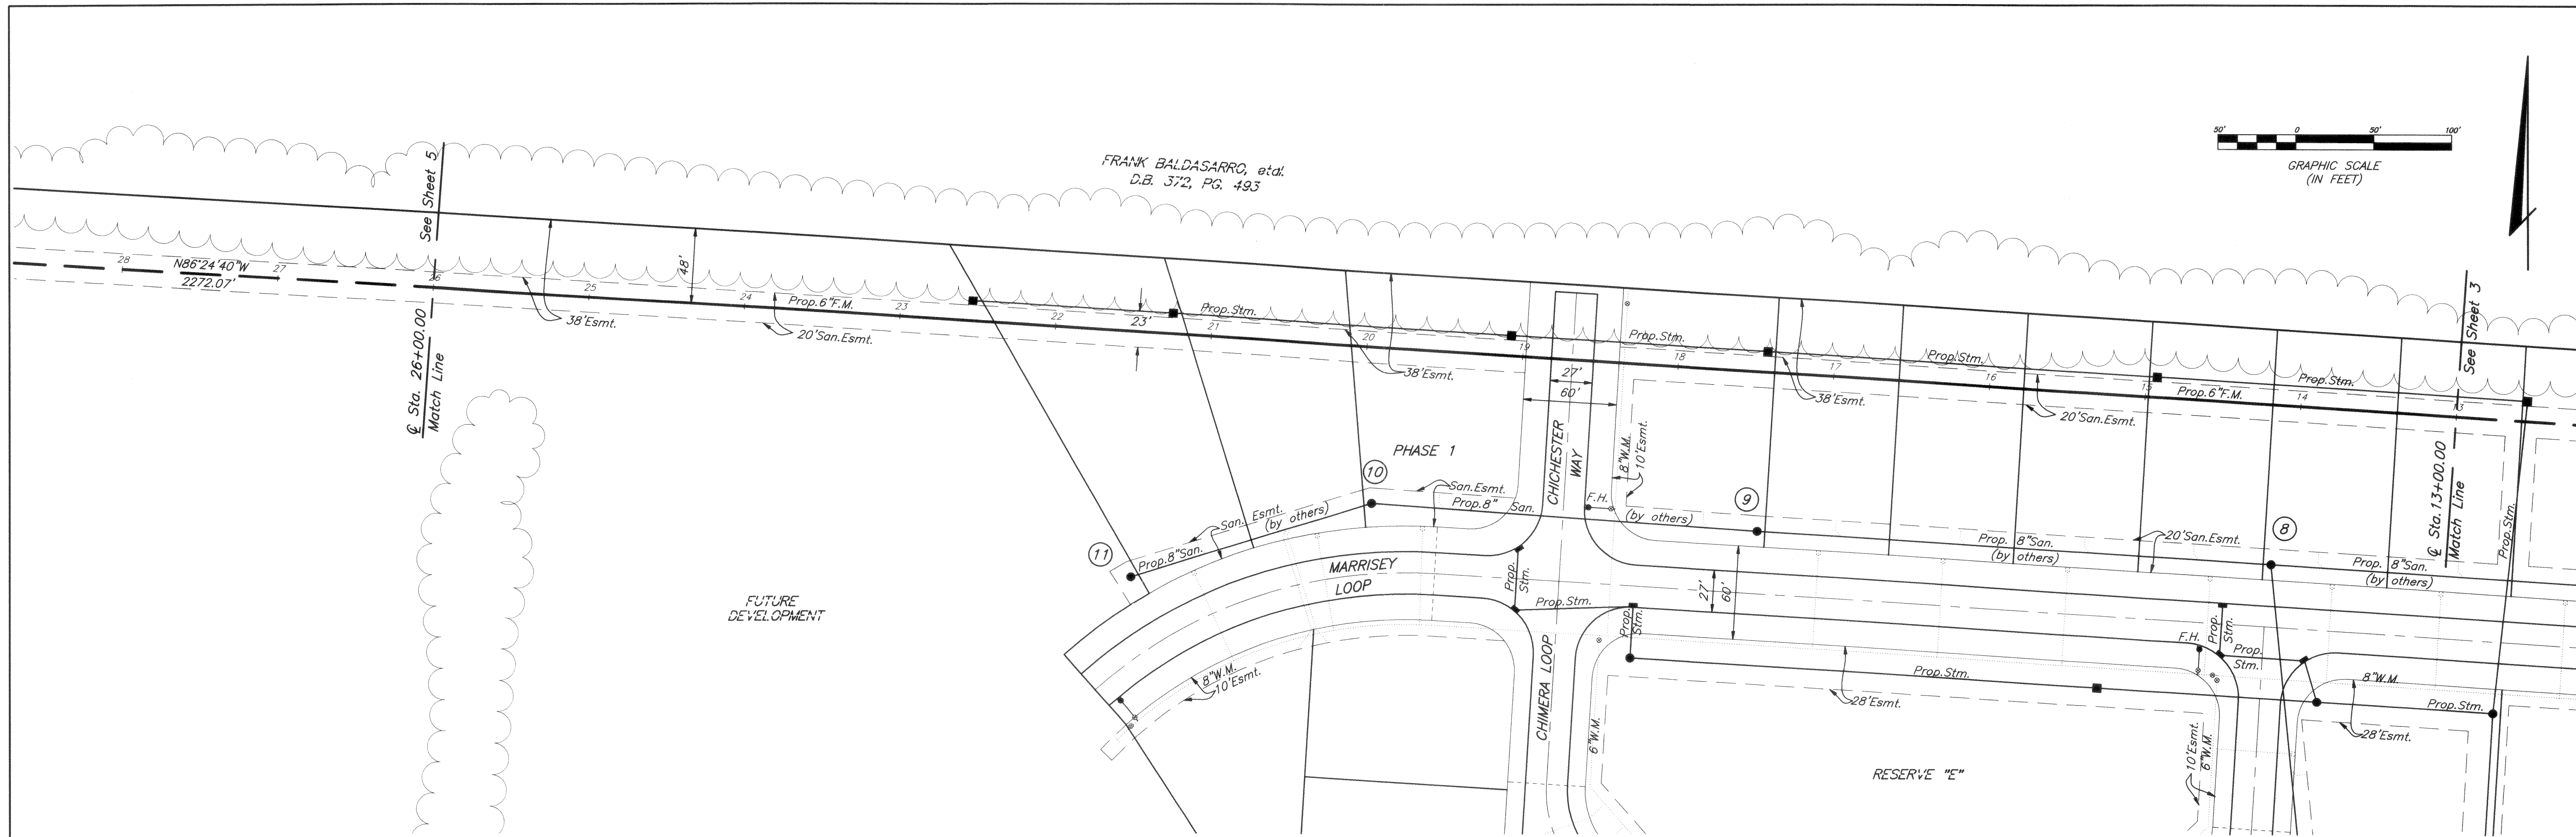 50' 0 50' 100'
GRAPHIC SCALE
(IN FEET)
FRANK BALDASARRO, etal.
D.B. 372, PG. 493
See Sheet 5
℄ Sta. 26+00.00
Match Line
N86°24'40"W
2272.07'
28
27
26
25
24
23
22
21
20
19
18
17
16
15
14
13
38'Esmt.
48'
Prop.6"F.M.
20'San.Esmt.
23'
Prop.Stm.
38'Esmt.
Prop.Stm.
27'
60'
38'Esmt.
Prop.Stm.
20'San.Esmt.
Prop.6"F.M.
Prop.Stm.
See Sheet 3
℄ Sta.13+00.00
Match Line
Prop.Stm.
PHASE 1
CHICHESTER
WAY
8"W.M.
10'Esmt.
F.H.
11
10
9
8
San. Esmt.
(by others)
Prop.8"San.
San.Esmt.
Prop.8" San.
(by others)
Prop. 8"San.
(by others)
20'San.Esmt.
Prop. 8"San.
(by others)
MARRISEY
LOOP
FUTURE
DEVELOPMENT
Prop.
Stm.
Prop.Stm.
Prop.
Stm.
27'
60'
8"W.M.
10'Esmt.
CHIMERA LOOP
6"W.M.
Prop.Stm.
28'Esmt.
RESERVE "E"
F.H.
Prop.
Stm.
Prop.
Stm.
8"W.M.
Prop.Stm.
28'Esmt.
10'Esmt.
6"W.M.